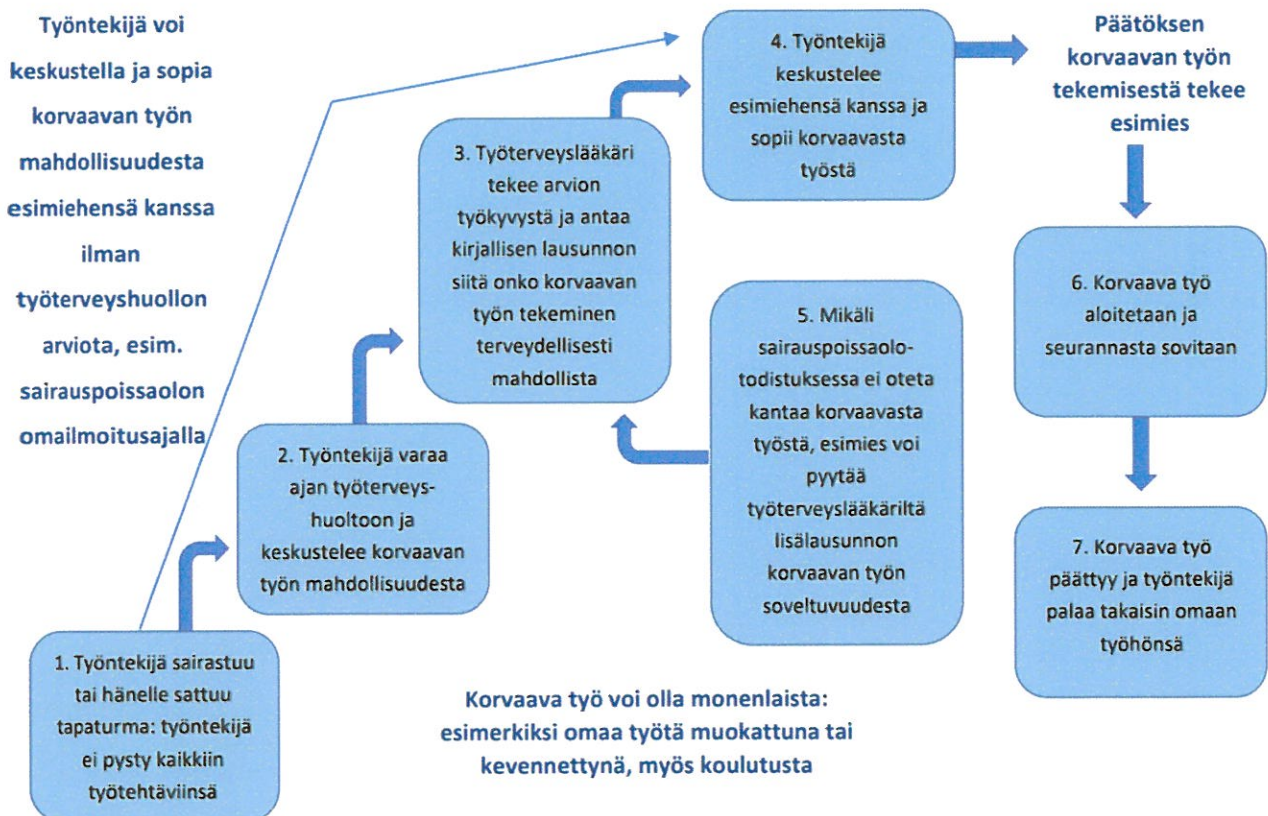 Työntekijä voi
keskustella ja sopia
korvaavan työn
mahdollisuudesta
esimiehensä kanssa
ilman
työterveyshuollon
arviota, esim.
sairauspoissaolon
omailmoitusajalla
1. Työntekijä sairastuu
tai hänelle sattuu
tapaturma: työntekijä
ei pysty kaikkiin
työtehtäviinsä
2. Työntekijä varaa
ajan työterveys-
huoltoon ja
keskustelee korvaavan
työn mahdollisuudesta
3. Työterveyslääkäri
tekee arvion
työkyvystä ja antaa
kirjallisen lausunnon
siitä onko korvaavan
työn tekeminen
terveydellisesti
mahdollista
4. Työntekijä
keskustelee
esimiehensä kanssa ja
sopii korvaavasta
työstä
5. Mikäli
sairauspoissaolo-
todistuksessa ei oteta
kantaa korvaavasta
työstä, esimies voi
pyytää
työterveyslääkäriltä
lisälausunnon
korvaavan työn
soveltuvuudesta
Päätöksen
korvaavan työn
tekemisestä tekee
esimies
6. Korvaava työ
aloitetaan ja
seurannasta sovitaan
7. Korvaava työ
päättyy ja työntekijä
palaa takaisin omaan
työhönsä
Korvaava työ voi olla monenlaista:
esimerkiksi omaa työtä muokattuna tai
kevennettynä, myös koulutusta